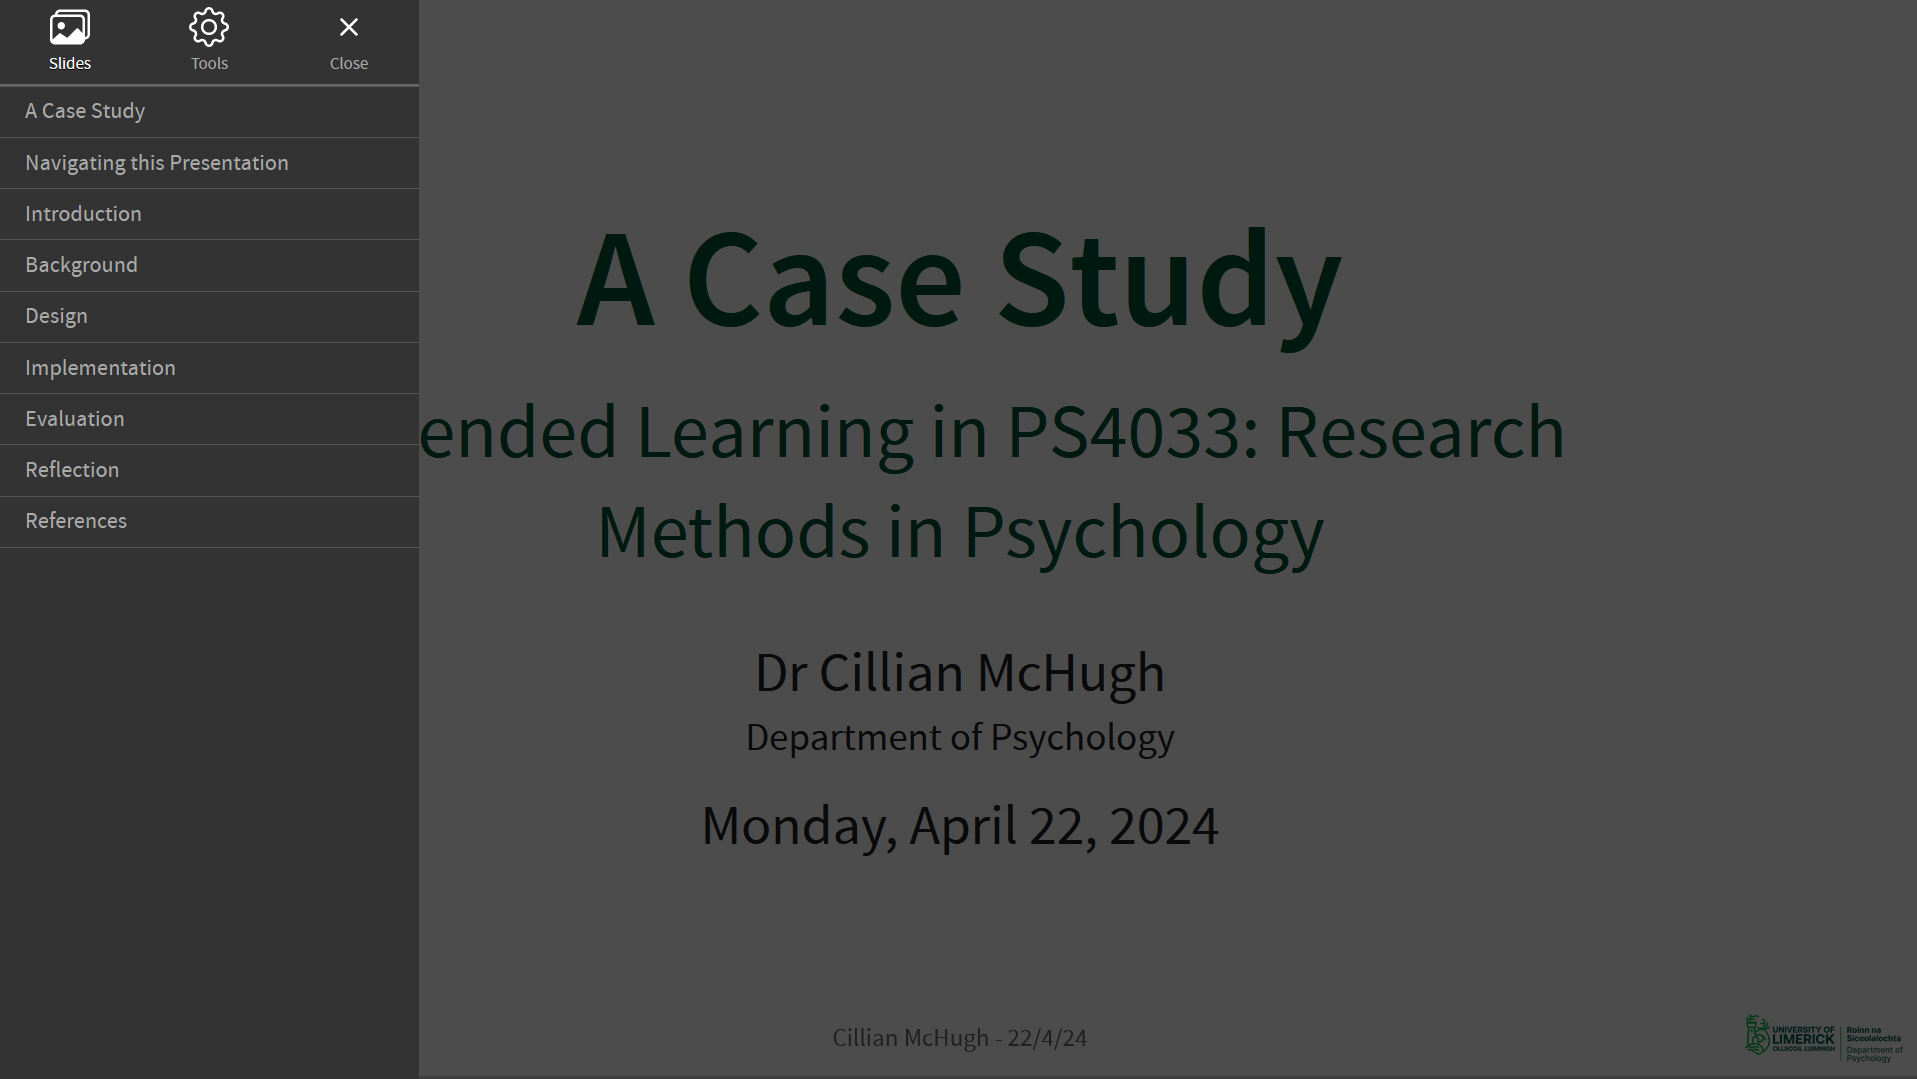 Slides
Tools
Close
A Case Study
Navigating this Presentation
Introduction
Background
Design
Implementation
Evaluation
Reflection
References
A Case Study
ended Learning in PS4033: Research
Methods in Psychology
Dr Cillian McHugh
Department of Psychology
Monday, April 22, 2024
Cillian McHugh - 22/4/24
UNIVERSITY OF
LIMERICK
OLLSCOIL LUIMNIGH
Roinn na
Síceolaíochta
Department of
Psychology